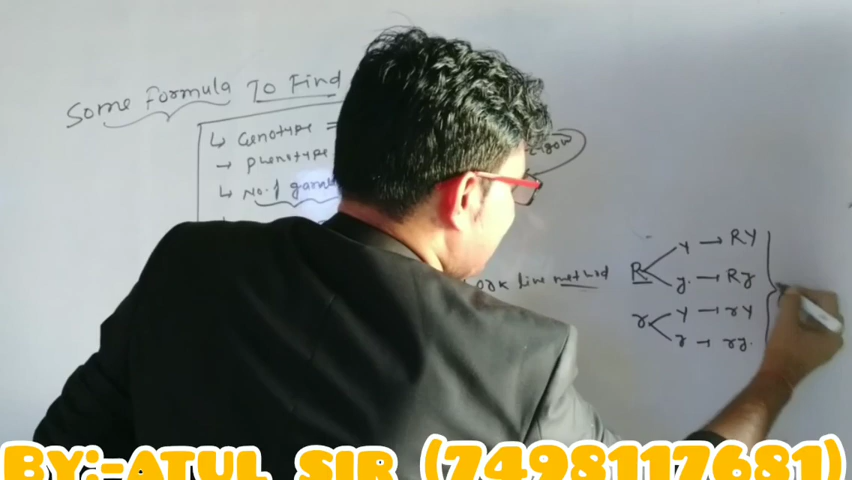 Some Formula To Find
↳ Genotype =
→ Phenotype
↳ No. of game
ork line method
R Y → RY
y → Ry
r Y → rY
y → ry
BY:-ATUL SIR (7498117681)